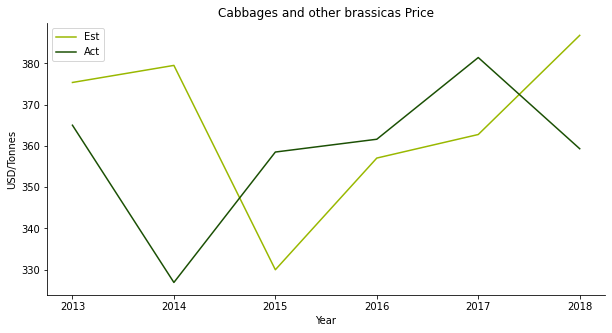 Cabbages and other brassicas Price
Est
Act
380
370
360
350
340
330
USD/Tonnes
2013 2014 2015 2016 2017 2018
Year